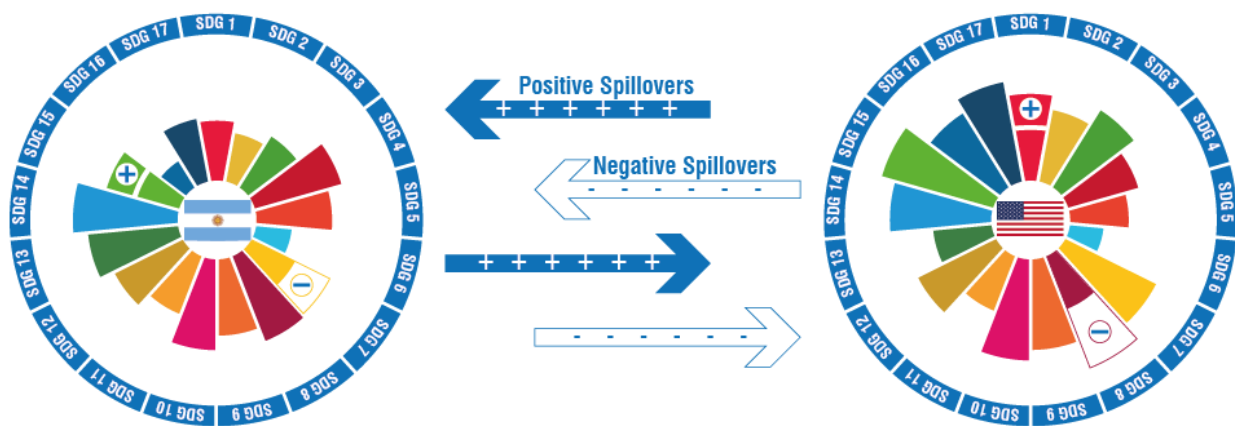 SDG 1
SDG 2
SDG 3
SDG 4
SDG 5
SDG 6
SDG 7
SDG 8
SDG 9
SDG 10
SDG 11
SDG 12
SDG 13
SDG 14
SDG 15
SDG 16
SDG 17
+
-
Positive Spillovers
+ + + + + +
Negative Spillovers
- - - - - -
+ + + + + +
- - - - - -
SDG 1
SDG 2
SDG 3
SDG 4
SDG 5
SDG 6
SDG 7
SDG 8
SDG 9
SDG 10
SDG 11
SDG 12
SDG 13
SDG 14
SDG 15
SDG 16
SDG 17
+
-